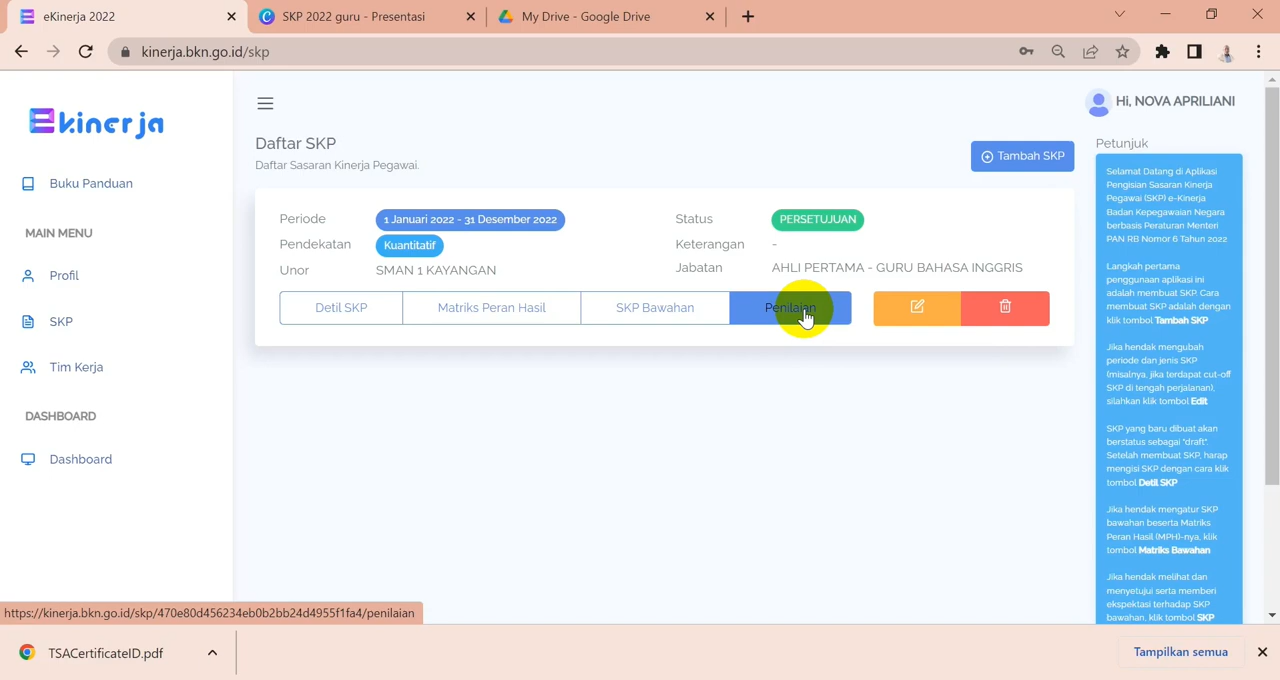 eKinerja 2022
SKP 2022 guru - Presentasi
My Drive - Google Drive
kinerja.bkn.go.id/skp
Ekinerja
Buku Panduan
MAIN MENU
Profil
SKP
Tim Kerja
DASHBOARD
Dashboard
Hi, NOVA APRILIANI
Daftar SKP
Daftar Sasaran Kinerja Pegawai.
Tambah SKP
Periode
1 Januari 2022 - 31 Desember 2022
Status
PERSETUJUAN
Pendekatan
Kuantitatif
Keterangan
-
Unor
SMAN 1 KAYANGAN
Jabatan
AHLI PERTAMA - GURU BAHASA INGGRIS
Detil SKP
Matriks Peran Hasil
SKP Bawahan
Penilaian
Petunjuk
Selamat Datang di Aplikasi
Pengisian Sasaran Kinerja
Pegawai (SKP) e-Kinerja
Badan Kepegawaian Negara
berbasis Peraturan Menteri
PAN RB Nomor 6 Tahun 2022
Langkah pertama
penggunaan aplikasi ini
adalah membuat SKP. Cara
membuat SKP adalah dengan
klik tombol Tambah SKP
Jika hendak mengubah
periode dan jenis SKP
(misalnya, jika terdapat cut-off
SKP di tengah perjalanan),
silahkan klik tombol Edit
SKP yang baru dibuat akan
berstatus sebagai "draft".
Setelah membuat SKP, harap
mengisi SKP dengan cara klik
tombol Detil SKP
Jika hendak mengatur SKP
bawahan beserta Matriks
Peran Hasil (MPH)-nya, klik
tombol Matriks Bawahan
Jika hendak melihat dan
menyetujui serta memberi
ekspektasi terhadap SKP
bawahan, klik tombol SKP
https://kinerja.bkn.go.id/skp/470e80d456234eb0b2bb24d4955f1fa4/penilaian
TSACertificateID.pdf
Tampilkan semua